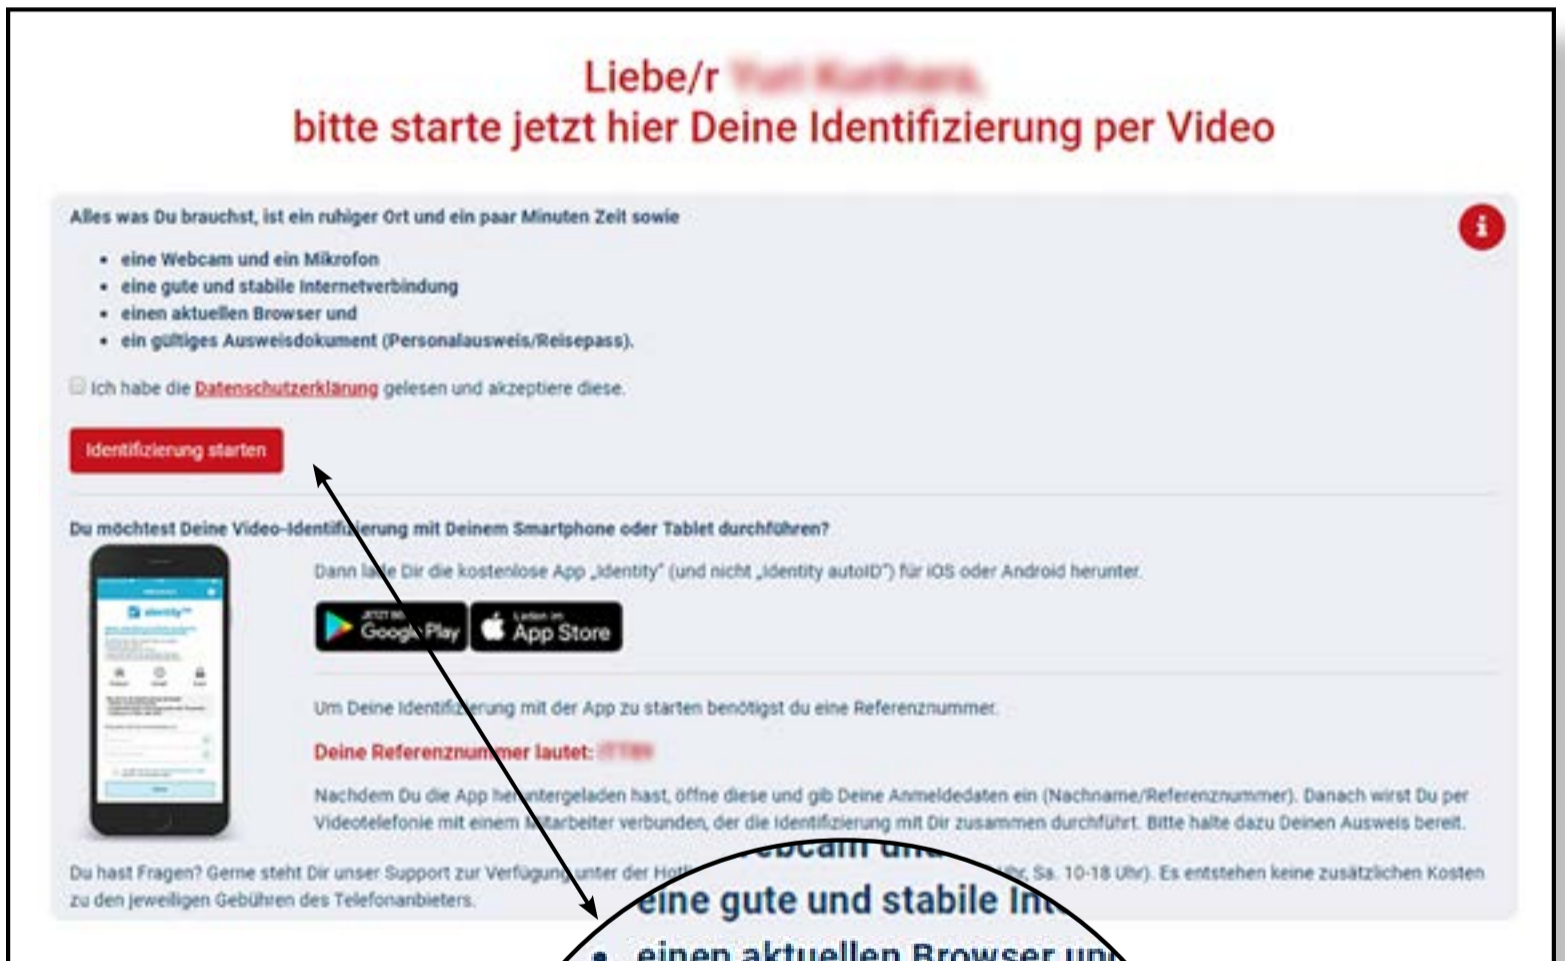 Liebe/r
bitte starte jetzt hier Deine Identifizierung per Video
Alles was Du brauchst, ist ein ruhiger Ort und ein paar Minuten Zeit sowie
• eine Webcam und ein Mikrofon
• eine gute und stabile Internetverbindung
• einen aktuellen Browser und
• ein gültiges Ausweisdokument (Personalausweis/Reisepass).
Ich habe die Datenschutzerklärung gelesen und akzeptiere diese.
Identifizierung starten
Du möchtest Deine Video-Identifizierung mit Deinem Smartphone oder Tablet durchführen?
Dann lade Dir die kostenlose App „Identity" (und nicht „Identity autoID") für iOS oder Android herunter.
JETZT BEI
Google Play
Laden im
App Store
Um Deine Identifizierung mit der App zu starten benötigst du eine Referenznummer.
Deine Referenznummer lautet:
Nachdem Du die App heruntergeladen hast, öffne diese und gib Deine Anmeldedaten ein (Nachname/Referenznummer). Danach wirst Du per
Videotelefonie mit einem Mitarbeiter verbunden, der die Identifizierung mit Dir zusammen durchführt. Bitte halte dazu Deinen Ausweis bereit.
Du hast Fragen? Gerne steht Dir unser Support zur Verfügung unter der Uhr, Sa. 10-18 Uhr). Es entstehen keine zusätzlichen Kosten
zu den jeweiligen Gebühren des Telefonanbieters.
eine gute und stabile
• einen aktuellen Browser